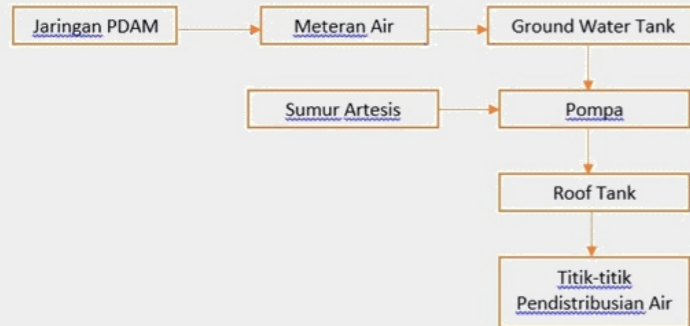 Jaringan PDAM
Meteran Air
Ground Water Tank
Sumur Artesis
Pompa
Roof Tank
Titik-titik
Pendistribusian Air